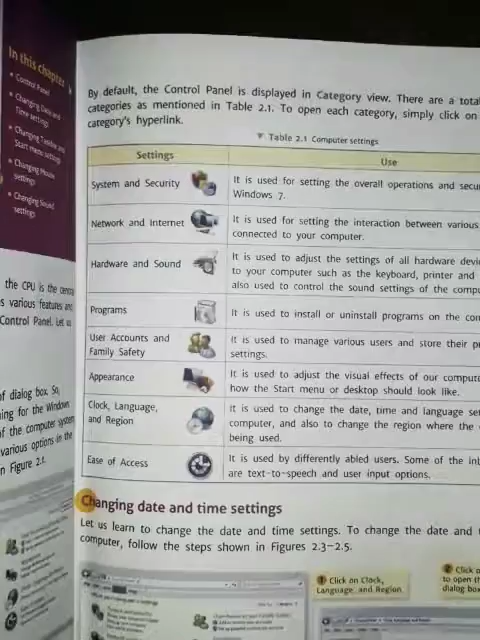 In this chapter
• Control Panel
• Changing Date and
Time settings
• Changing Taskbar and
Start menu settings
• Changing Mouse
settings
• Changing Sound
settings
the CPU is the central
s various features and
Control Panel. Let us
of dialog box. So,
ing for the Windows
of the computer system
various options in the
n Figure 2.1.
By default, the Control Panel is displayed in Category view. There are a total
categories as mentioned in Table 2.1. To open each category, simply click on
category's hyperlink.
▼ Table 2.1 Computer settings
Settings Use
System and Security It is used for setting the overall operations and secu
Windows 7.
Network and Internet It is used for setting the interaction between various
connected to your computer.
Hardware and Sound It is used to adjust the settings of all hardware devi
to your computer such as the keyboard, printer and
also used to control the sound settings of the compu
Programs It is used to install or uninstall programs on the com
User Accounts and
Family Safety It is used to manage various users and store their p
settings.
Appearance It is used to adjust the visual effects of our compute
how the Start menu or desktop should look like.
Clock, Language,
and Region It is used to change the date, time and language set
computer, and also to change the region where the
being used.
Ease of Access It is used by differently abled users. Some of the in
are text-to-speech and user input options.
Changing date and time settings
Let us learn to change the date and time settings. To change the date and
computer, follow the steps shown in Figures 2.3–2.5.
1 Click on Clock,
Language, and Region.
2 Click o
to open th
dialog box